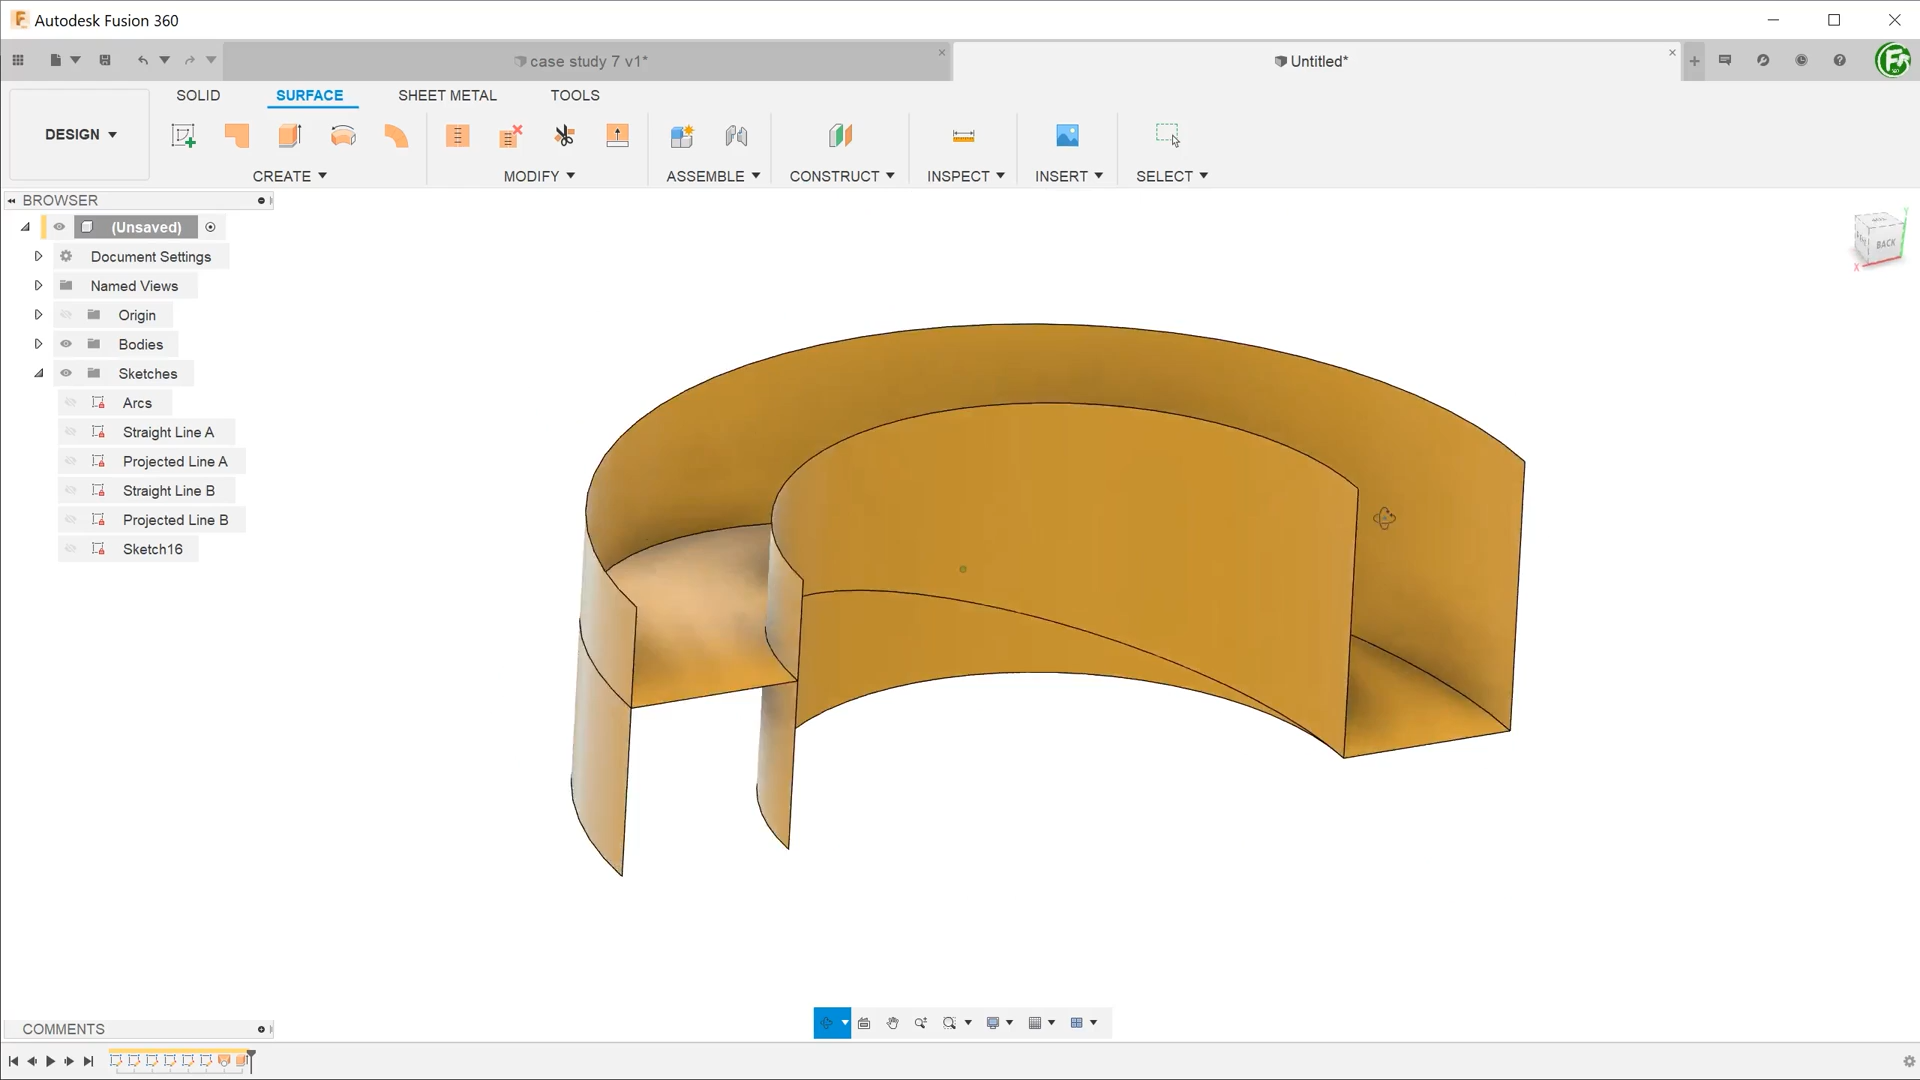 Autodesk Fusion 360
case study 7 v1*
Untitled*
SOLID
SURFACE
SHEET METAL
TOOLS
DESIGN
CREATE
MODIFY
ASSEMBLE
CONSTRUCT
INSPECT
INSERT
SELECT
BROWSER
(Unsaved)
Document Settings
Named Views
Origin
Bodies
Sketches
Arcs
Straight Line A
Projected Line A
Straight Line B
Projected Line B
Sketch16
BACK
X
Y
COMMENTS